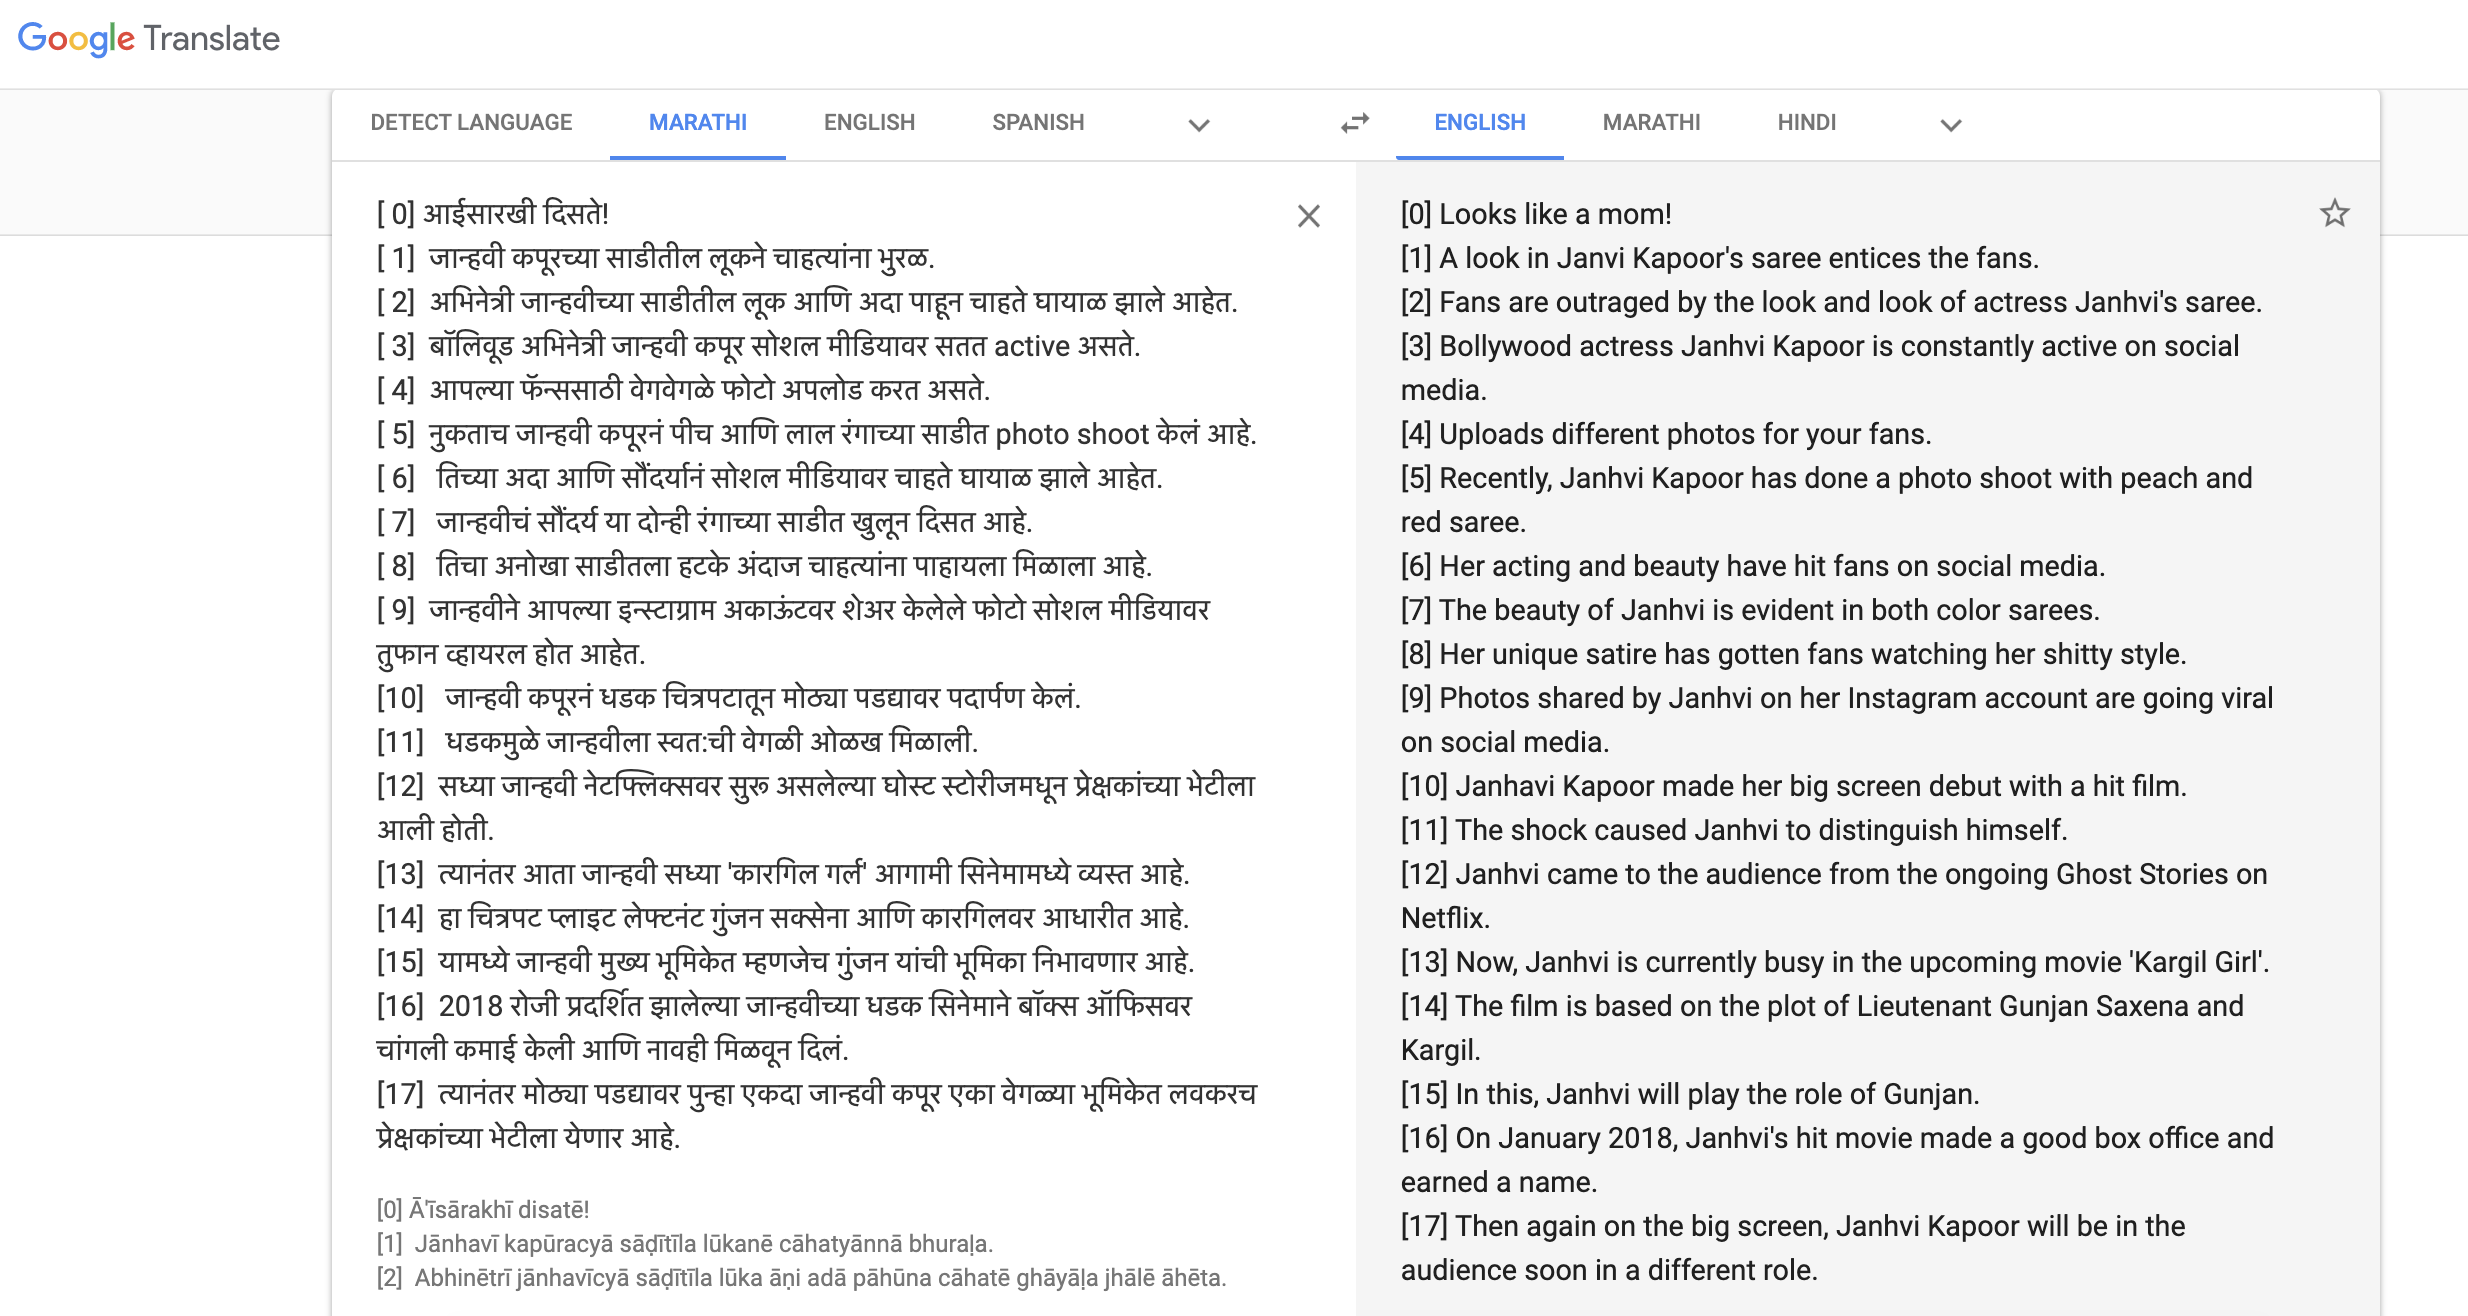 Google Translate
DETECT LANGUAGE MARATHI ENGLISH SPANISH ENGLISH MARATHI HINDI
[ 0] आईसारखी दिसते!
[ 1] जान्हवी कपूरच्या साडीतील लूकने चाहत्यांना भुरळ.
[ 2] अभिनेत्री जान्हवीच्या साडीतील लूक आणि अदा पाहून चाहते घायाळ झाले आहेत.
[ 3] बॉलिवूड अभिनेत्री जान्हवी कपूर सोशल मीडियावर सतत active असते.
[ 4] आपल्या फॅन्ससाठी वेगवेगळे फोटो अपलोड करत असते.
[ 5] नुकताच जान्हवी कपूरनं पीच आणि लाल रंगाच्या साडीत photo shoot केलं आहे.
[ 6] तिच्या अदा आणि सौंदर्यानं सोशल मीडियावर चाहते घायाळ झाले आहेत.
[ 7] जान्हवीचं सौंदर्य या दोन्ही रंगाच्या साडीत खुलून दिसत आहे.
[ 8] तिचा अनोखा साडीतला हटके अंदाज चाहत्यांना पाहायला मिळाला आहे.
[ 9] जान्हवीने आपल्या इन्स्टाग्राम अकाऊंटवर शेअर केलेले फोटो सोशल मीडियावर
तुफान व्हायरल होत आहेत.
[10] जान्हवी कपूरनं धडक चित्रपटातून मोठ्या पडद्यावर पदार्पण केलं.
[11] धडकमुळे जान्हवीला स्वत:ची वेगळी ओळख मिळाली.
[12] सध्या जान्हवी नेटफ्लिक्सवर सुरू असलेल्या घोस्ट स्टोरीजमधून प्रेक्षकांच्या भेटीला
आली होती.
[13] त्यानंतर आता जान्हवी सध्या 'कारगिल गर्ल' आगामी सिनेमामध्ये व्यस्त आहे.
[14] हा चित्रपट प्लाइट लेफ्टनंट गुंजन सक्सेना आणि कारगिलवर आधारीत आहे.
[15] यामध्ये जान्हवी मुख्य भूमिकेत म्हणजेच गुंजन यांची भूमिका निभावणार आहे.
[16] 2018 रोजी प्रदर्शित झालेल्या जान्हवीच्या धडक सिनेमाने बॉक्स ऑफिसवर
चांगली कमाई केली आणि नावही मिळवून दिलं.
[17] त्यानंतर मोठ्या पडद्यावर पुन्हा एकदा जान्हवी कपूर एका वेगळ्या भूमिकेत लवकरच
प्रेक्षकांच्या भेटीला येणार आहे.
[0] Ā'īsārakhī disatē!
[1] Jānhavī kapūracyā sāḍītīla lūkanē cāhatyānnā bhuraḷa.
[2] Abhinētrī jānhavīcyā sāḍītīla lūka āṇi adā pāhūna cāhatē ghāyāḷa jhālē āhēta.
[0] Looks like a mom!
[1] A look in Janvi Kapoor's saree entices the fans.
[2] Fans are outraged by the look and look of actress Janhvi's saree.
[3] Bollywood actress Janhvi Kapoor is constantly active on social
media.
[4] Uploads different photos for your fans.
[5] Recently, Janhvi Kapoor has done a photo shoot with peach and
red saree.
[6] Her acting and beauty have hit fans on social media.
[7] The beauty of Janhvi is evident in both color sarees.
[8] Her unique satire has gotten fans watching her shitty style.
[9] Photos shared by Janhvi on her Instagram account are going viral
on social media.
[10] Janhavi Kapoor made her big screen debut with a hit film.
[11] The shock caused Janhvi to distinguish himself.
[12] Janhvi came to the audience from the ongoing Ghost Stories on
Netflix.
[13] Now, Janhvi is currently busy in the upcoming movie 'Kargil Girl'.
[14] The film is based on the plot of Lieutenant Gunjan Saxena and
Kargil.
[15] In this, Janhvi will play the role of Gunjan.
[16] On January 2018, Janhvi's hit movie made a good box office and
earned a name.
[17] Then again on the big screen, Janhvi Kapoor will be in the
audience soon in a different role.